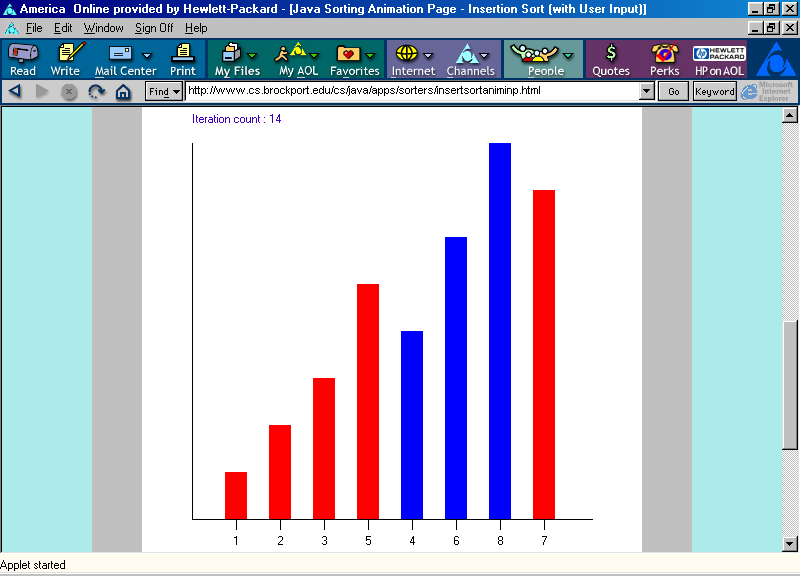 America Online provided by Hewlett-Packard - [Java Sorting Animation Page - Insertion Sort (with User Input)]
File Edit Window Sign Off Help
Read Write Mail Center Print My Files My AOL Favorites Internet Channels People Quotes Perks HP on AOL
HEWLETT PACKARD
Find http://www.cs.brockport.edu/cs/java/apps/sorters/insertsortaniminp.html Go Keyword Microsoft Internet Explorer
Iteration count : 14
1 2 3 5 4 6 8 7
Applet started